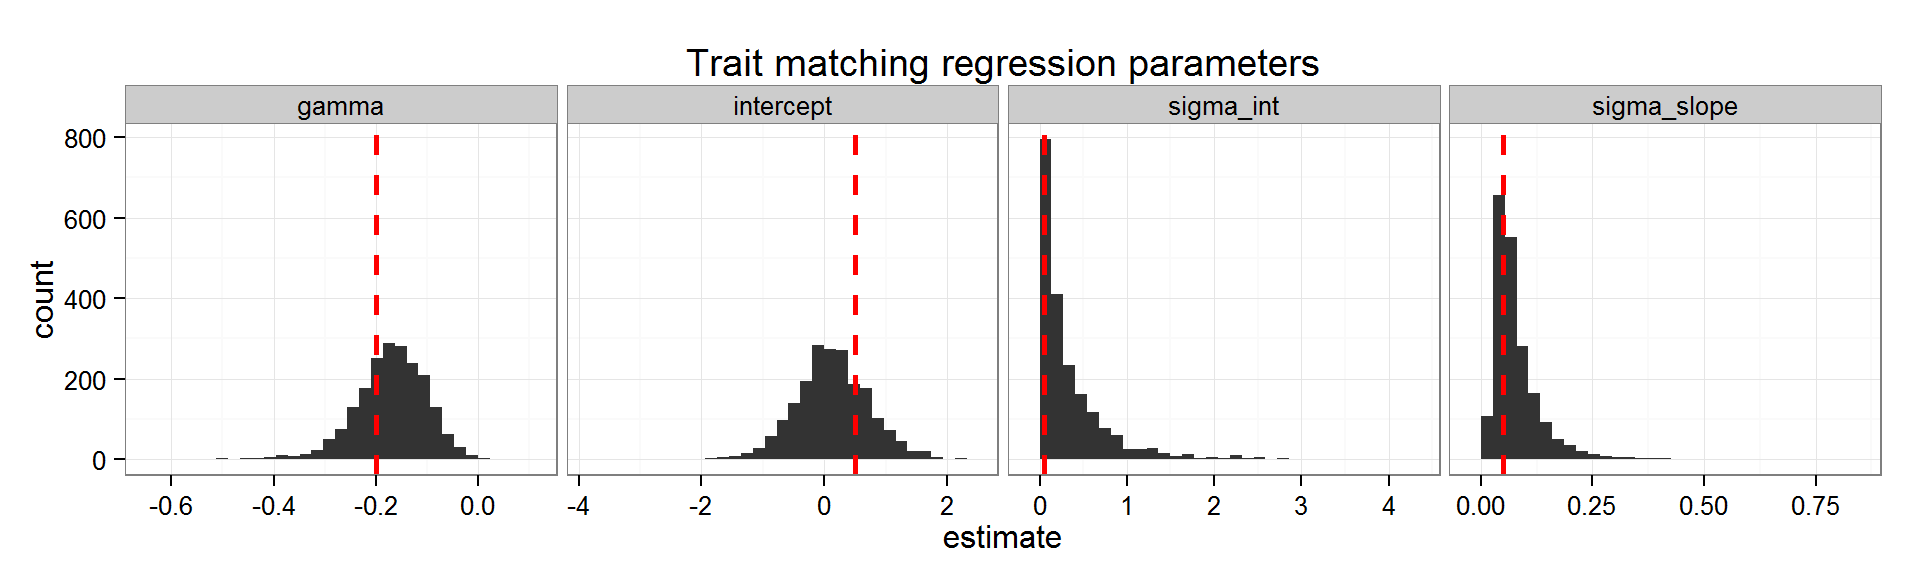 Trait matching regression parameters
gamma intercept sigma_int sigma_slope
800
600
400
200
0
count
-0.6 -0.4 -0.2 0.0 -4 -2 0 2 0 1 2 3 4 0.00 0.25 0.50 0.75
estimate